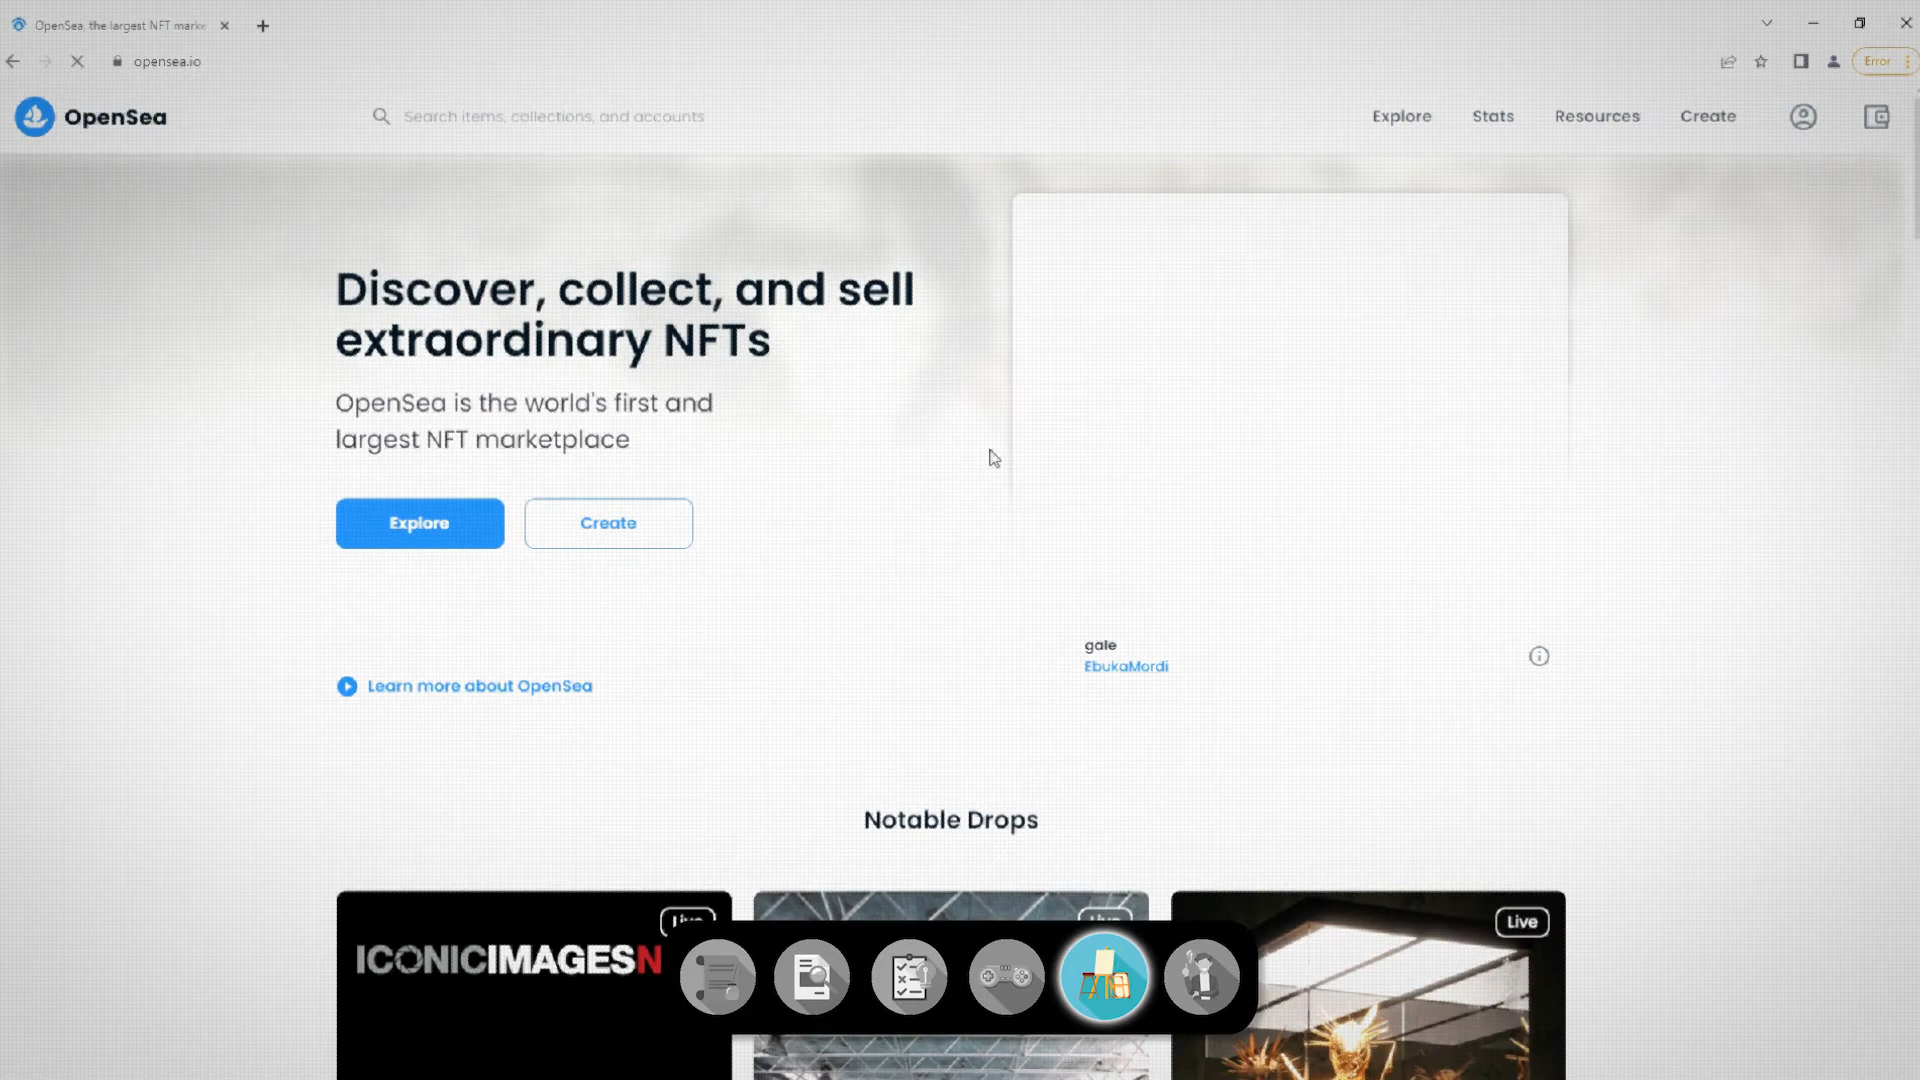 OpenSea, the largest NFT marke
opensea.io
Error
OpenSea
Search items, collections, and accounts
Explore
Stats
Resources
Create
Discover, collect, and sell
extraordinary NFTs
OpenSea is the world's first and
largest NFT marketplace
Explore
Create
gale
EbukaMordi
Learn more about OpenSea
Notable Drops
Live
Live
Live
ICONICIMAGESN